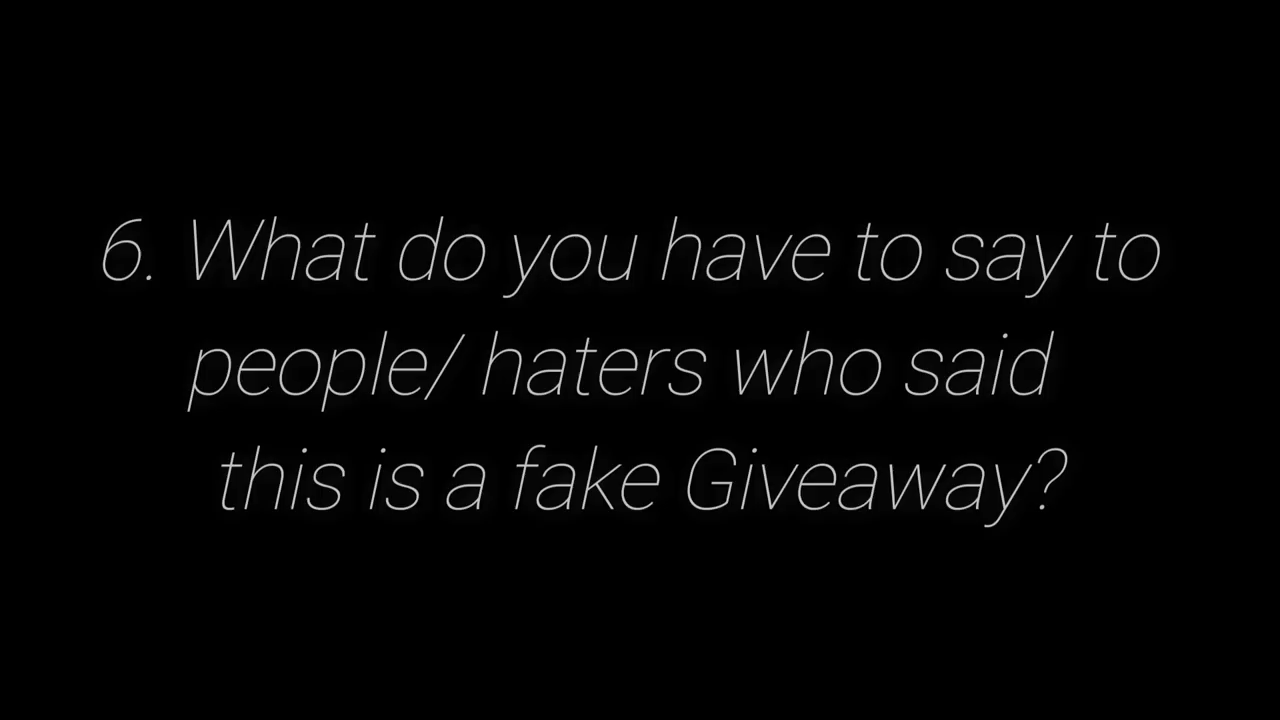 6. What do you have to say to
people/ haters who said
this is a fake Giveaway?